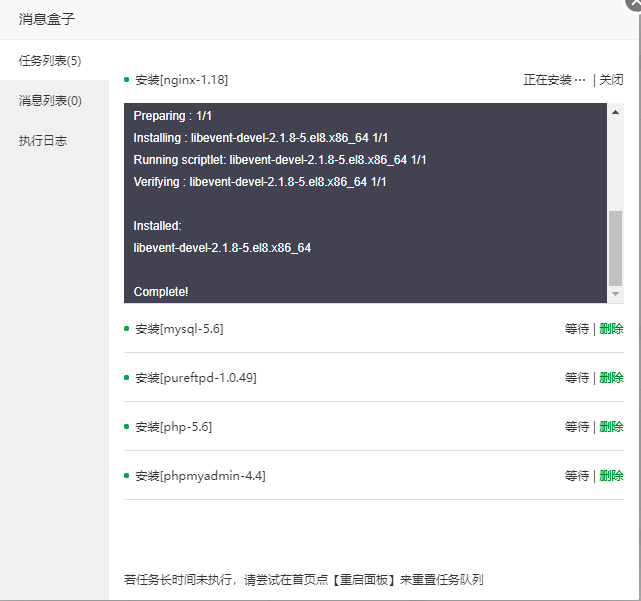 消息盒子
任务列表(5)
消息列表(0)
执行日志
安装[nginx-1.18] 正在安装 ··· | 关闭
Preparing : 1/1
Installing : libevent-devel-2.1.8-5.el8.x86_64 1/1
Running scriptlet: libevent-devel-2.1.8-5.el8.x86_64 1/1
Verifying : libevent-devel-2.1.8-5.el8.x86_64 1/1
Installed:
libevent-devel-2.1.8-5.el8.x86_64
Complete!
安装[mysql-5.6] 等待 | 删除
安装[pureftpd-1.0.49] 等待 | 删除
安装[php-5.6] 等待 | 删除
安装[phpmyadmin-4.4] 等待 | 删除
若任务长时间未执行，请尝试在首页点【重启面板】来重置任务队列